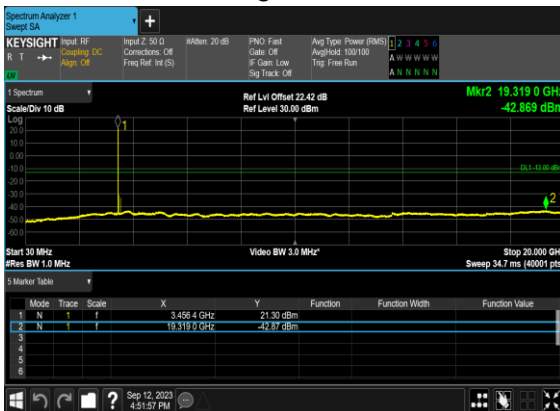 Spectrum Analyzer 1
Swept SA
KEYSIGHT
R T
LV
Input: RF
Coupling: DC
Align: Off
Input Z: 50 Ω
Corrections: Off
Freq Ref: Int (S)
#Atten: 20 dB
PNO: Fast
Gate: Off
IF Gain: Low
Sig Track: Off
Avg Type: Power (RMS)
Avg|Hold: 100/100
Trig: Free Run
1 2 3 4 5 6
A W W W W W
A N N N N N
1 Spectrum
Scale/Div 10 dB
Ref Lvl Offset 22.42 dB
Ref Level 30.00 dBm
Mkr2 19.319 0 GHz
-42.869 dBm
Log
20.0
10.0
0.00
-10.0
-20.0
-30.0
-40.0
-50.0
-60.0
1
DL1 -13.00 dBm
2
Start 30 MHz
#Res BW 1.0 MHz
Video BW 3.0 MHz*
Stop 20.000 GH
Sweep 34.7 ms (40001 pts
5 Marker Table
Mode Trace Scale X Y Function Function Width Function Value
1 N 1 f 3.456 4 GHz 21.30 dBm
2 N 1 f 19.319 0 GHz -42.87 dBm
3
4
5
6
?
Sep 12, 2023
4:51:57 PM